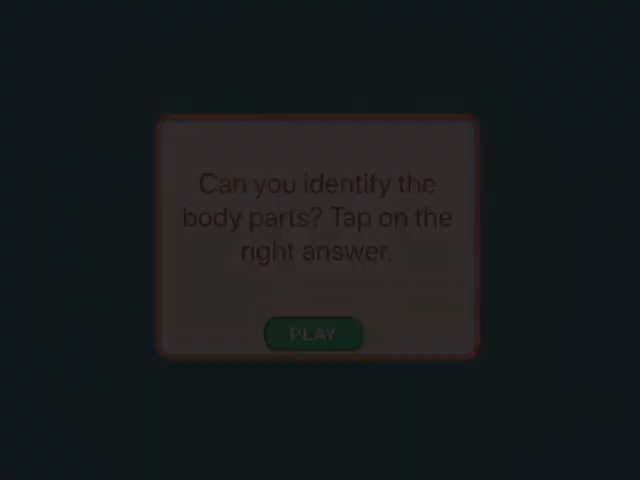 Can you identify the
body parts? Tap on the
right answer.
PLAY